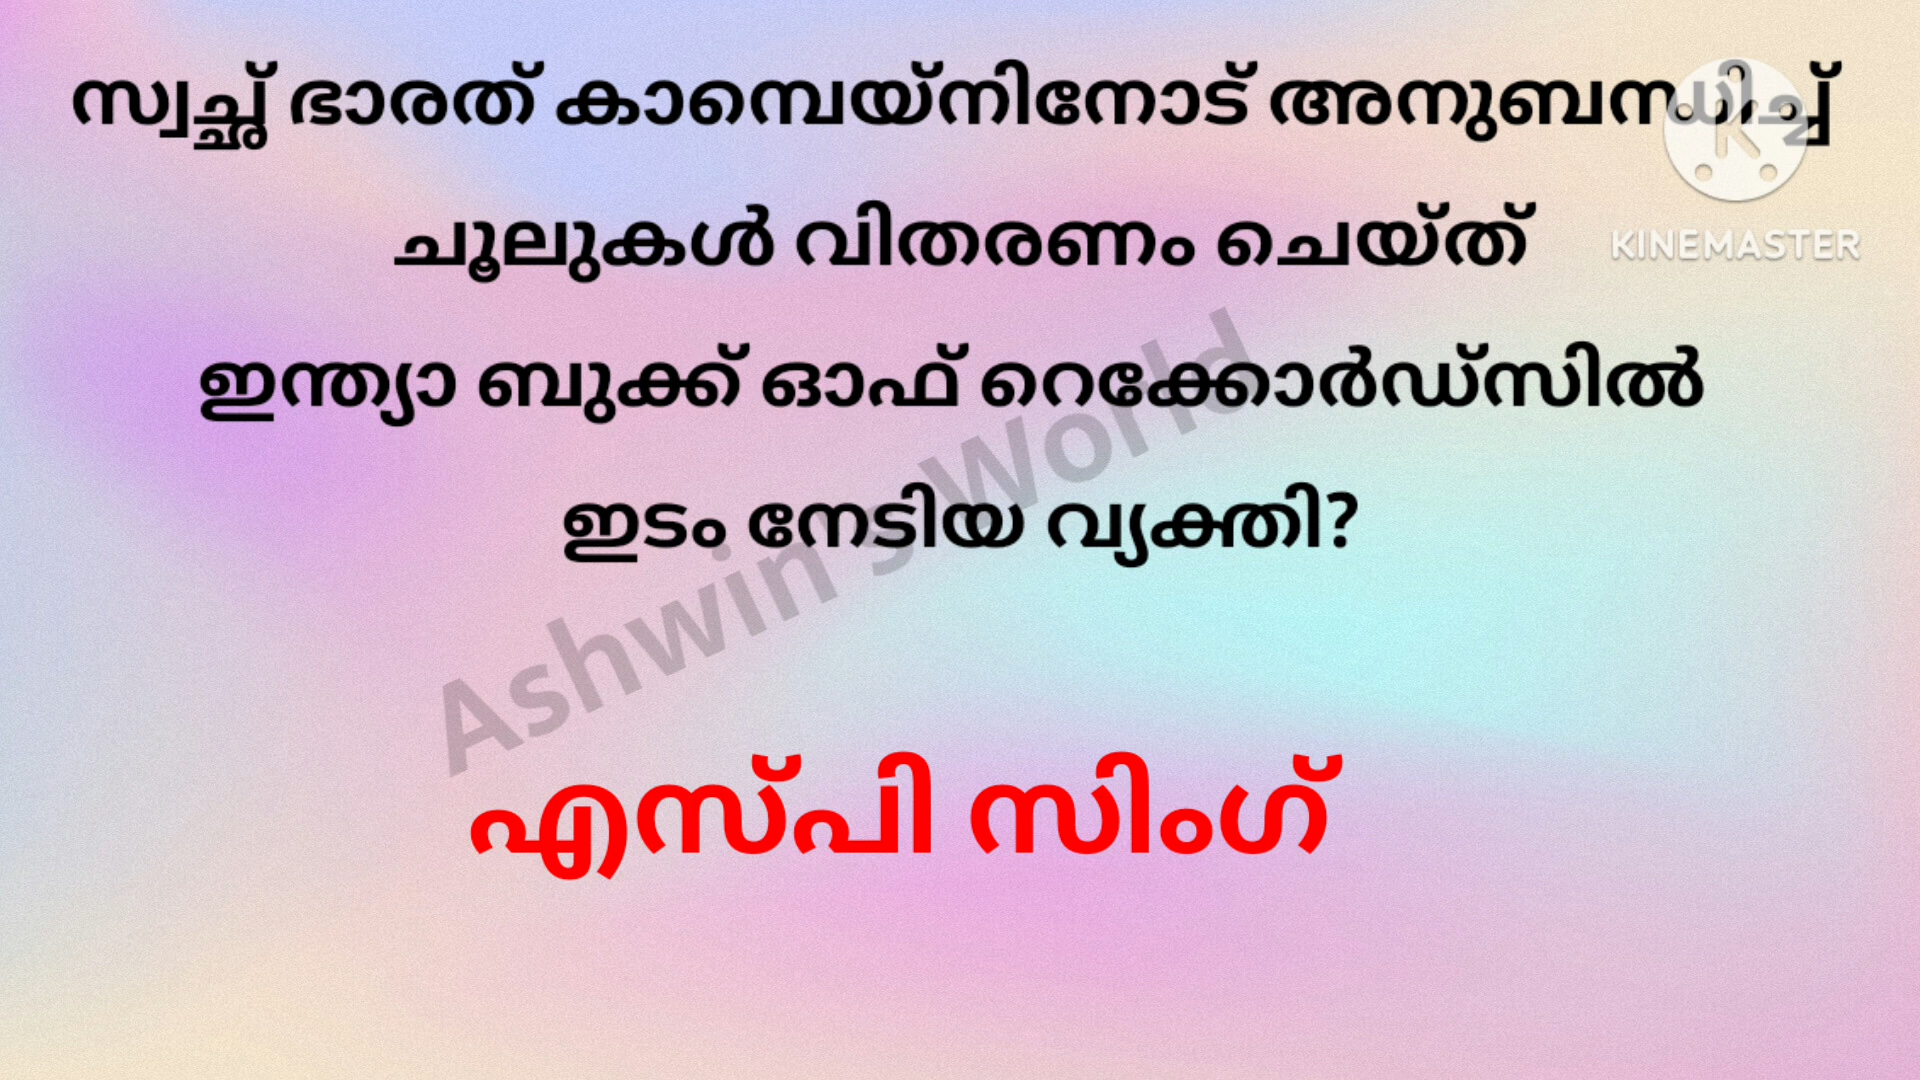 സ്വച്ഛ് ഭാരത് കാമ്പെയ്നിനോട് അനുബന്ധിച്ച്
KINEMASTER
ചൂലുകൾ വിതരണം ചെയ്ത്
ഇന്ത്യാ ബുക്ക് ഓഫ് റെക്കോർഡ്സിൽ
ഇടം നേടിയ വ്യക്തി?
Ashwin's World
എസ്പി സിംഗ്